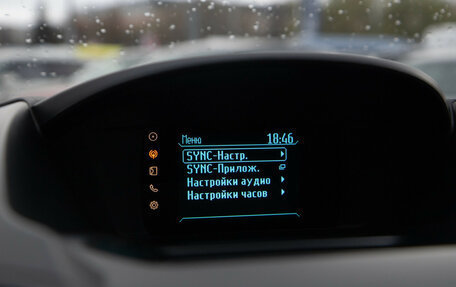 Меню 18:46
SYNC-Настр.
SYNC-Прилож.
Настройки аудио
Настройки часов